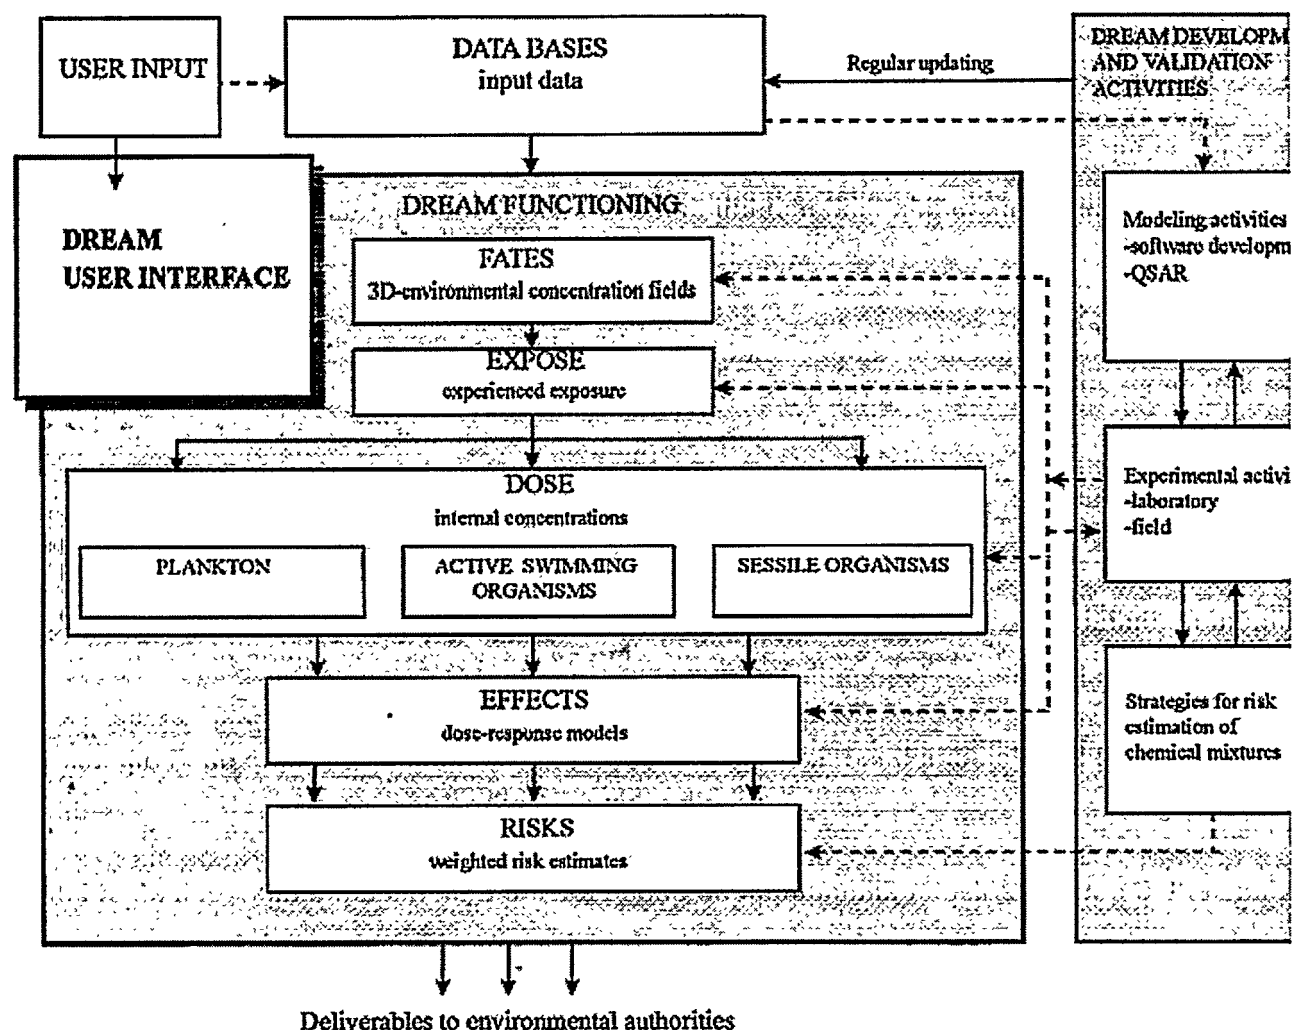 USER INPUT
DATA BASES
input data
Regular updating
DREAM DEVELOPM
AND VALIDATION
ACTIVITIES
DREAM
USER INTERFACE
DREAM FUNCTIONING
FATES
3D-environmental concentration fields
EXPOSE
experienced exposure
DOSE
internal concentrations
PLANKTON
ACTIVE SWIMMING
ORGANISMS
SESSILE ORGANISMS
EFFECTS
dose-response models
RISKS
weighted risk estimates
Modeling activities
-software developm
-QSAR
Experimental activi
-laboratory
-field
Strategies for risk
estimation of
chemical mixtures
Deliverables to environmental authorities